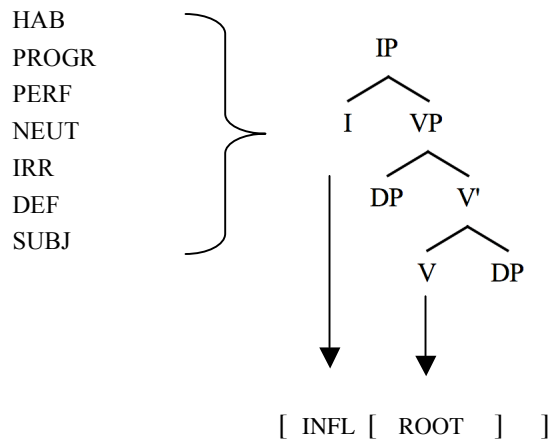 HAB
PROGR
PERF
NEUT
IRR
DEF
SUBJ
IP
I VP
DP V'
V DP
[ INFL [ ROOT ] ]